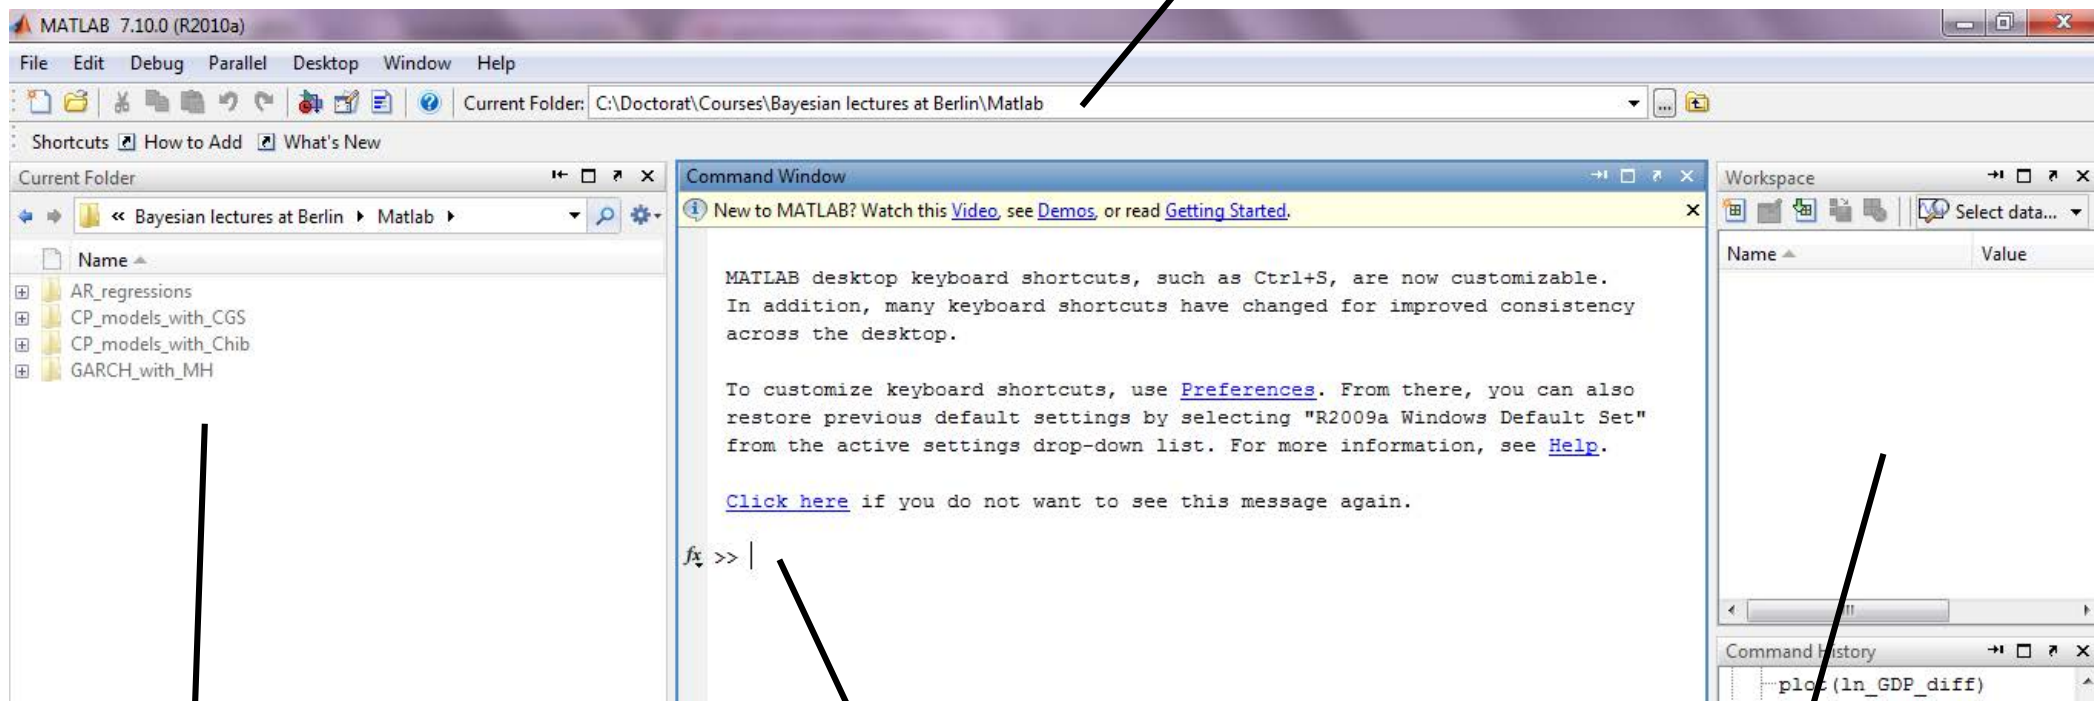 MATLAB 7.10.0 (R2010a)
File Edit Debug Parallel Desktop Window Help
Current Folder: C:\Doctorat\Courses\Bayesian lectures at Berlin\Matlab
Shortcuts How to Add What's New
Current Folder
« Bayesian lectures at Berlin Matlab
Name
AR_regressions
CP_models_with_CGS
CP_models_with_Chib
GARCH_with_MH
Command Window
New to MATLAB? Watch this Video, see Demos, or read Getting Started.
MATLAB desktop keyboard shortcuts, such as Ctrl+S, are now customizable.
In addition, many keyboard shortcuts have changed for improved consistency
across the desktop.
To customize keyboard shortcuts, use Preferences. From there, you can also
restore previous default settings by selecting "R2009a Windows Default Set"
from the active settings drop-down list. For more information, see Help.
Click here if you do not want to see this message again.
fx >>
Workspace
Select data...
Name Value
Command History
plot(ln_GDP_diff)